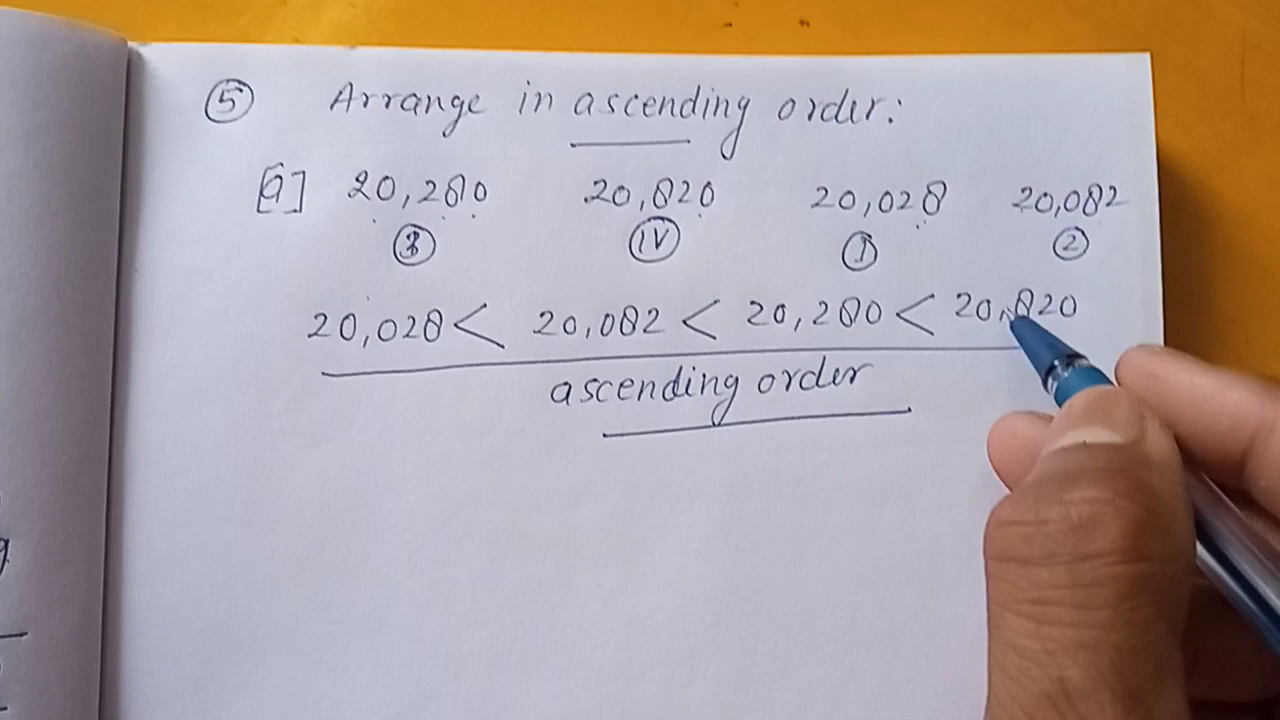 ⑤ Arrange in ascending order:
[a] 20,280 20,820 20,028 20,082
③ IV ① ②
20,028 < 20,082 < 20,280 < 20,820
ascending order